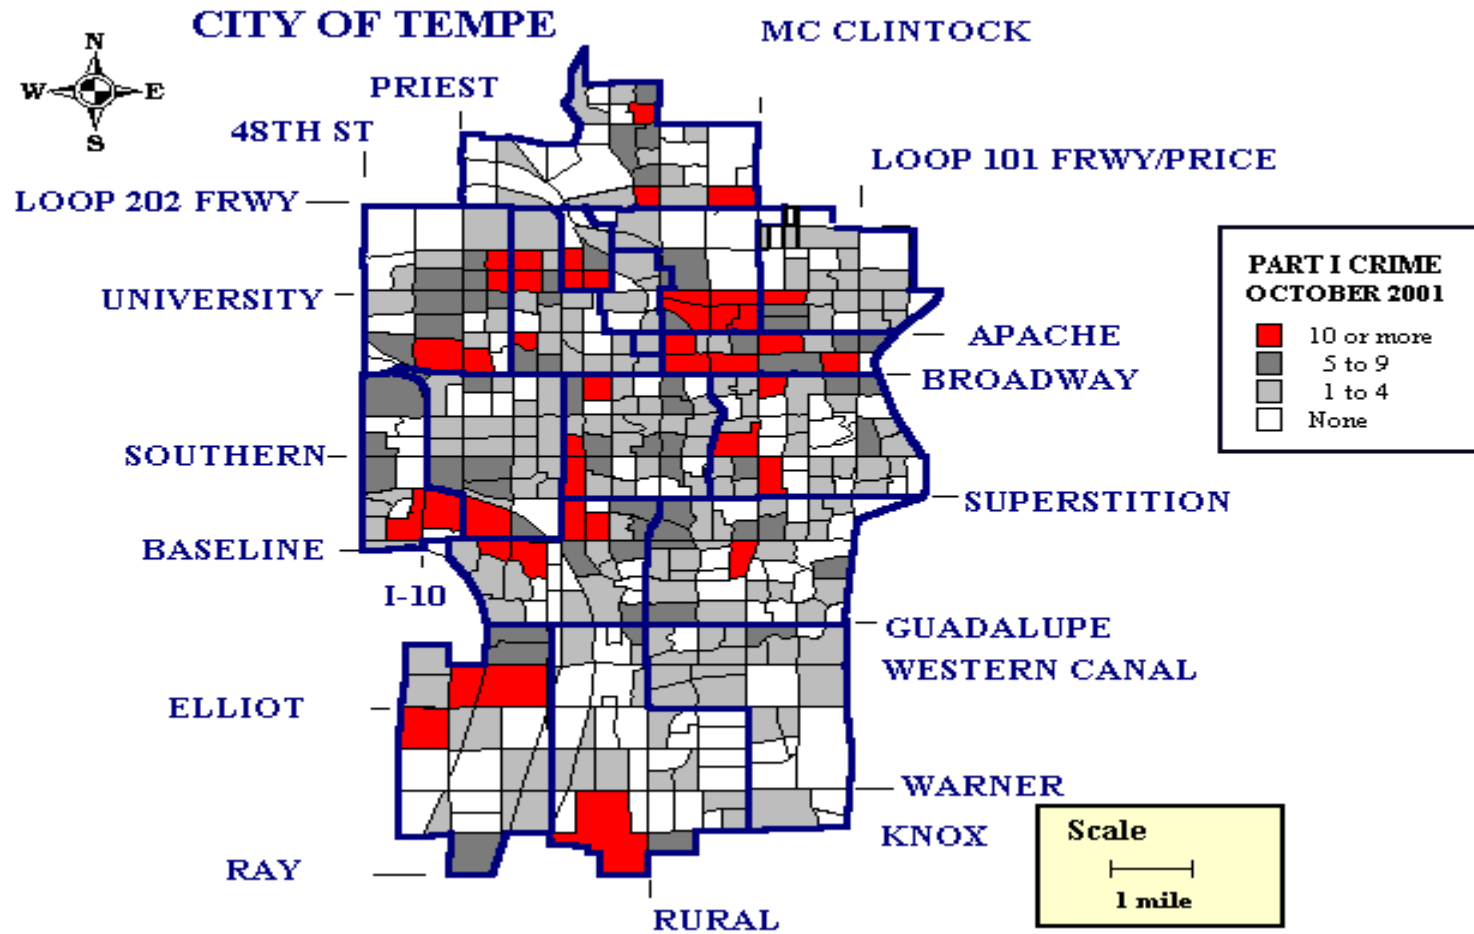 CITY OF TEMPE
MC CLINTOCK
N
W E
S
PRIEST
48TH ST
LOOP 101 FRWY/PRICE
LOOP 202 FRWY
PART I CRIME
OCTOBER 2001
10 or more
5 to 9
1 to 4
None
UNIVERSITY
APACHE
BROADWAY
SOUTHERN
SUPERSTITION
BASELINE
I-10
GUADALUPE
WESTERN CANAL
ELLIOT
WARNER
KNOX
Scale
1 mile
RAY
RURAL